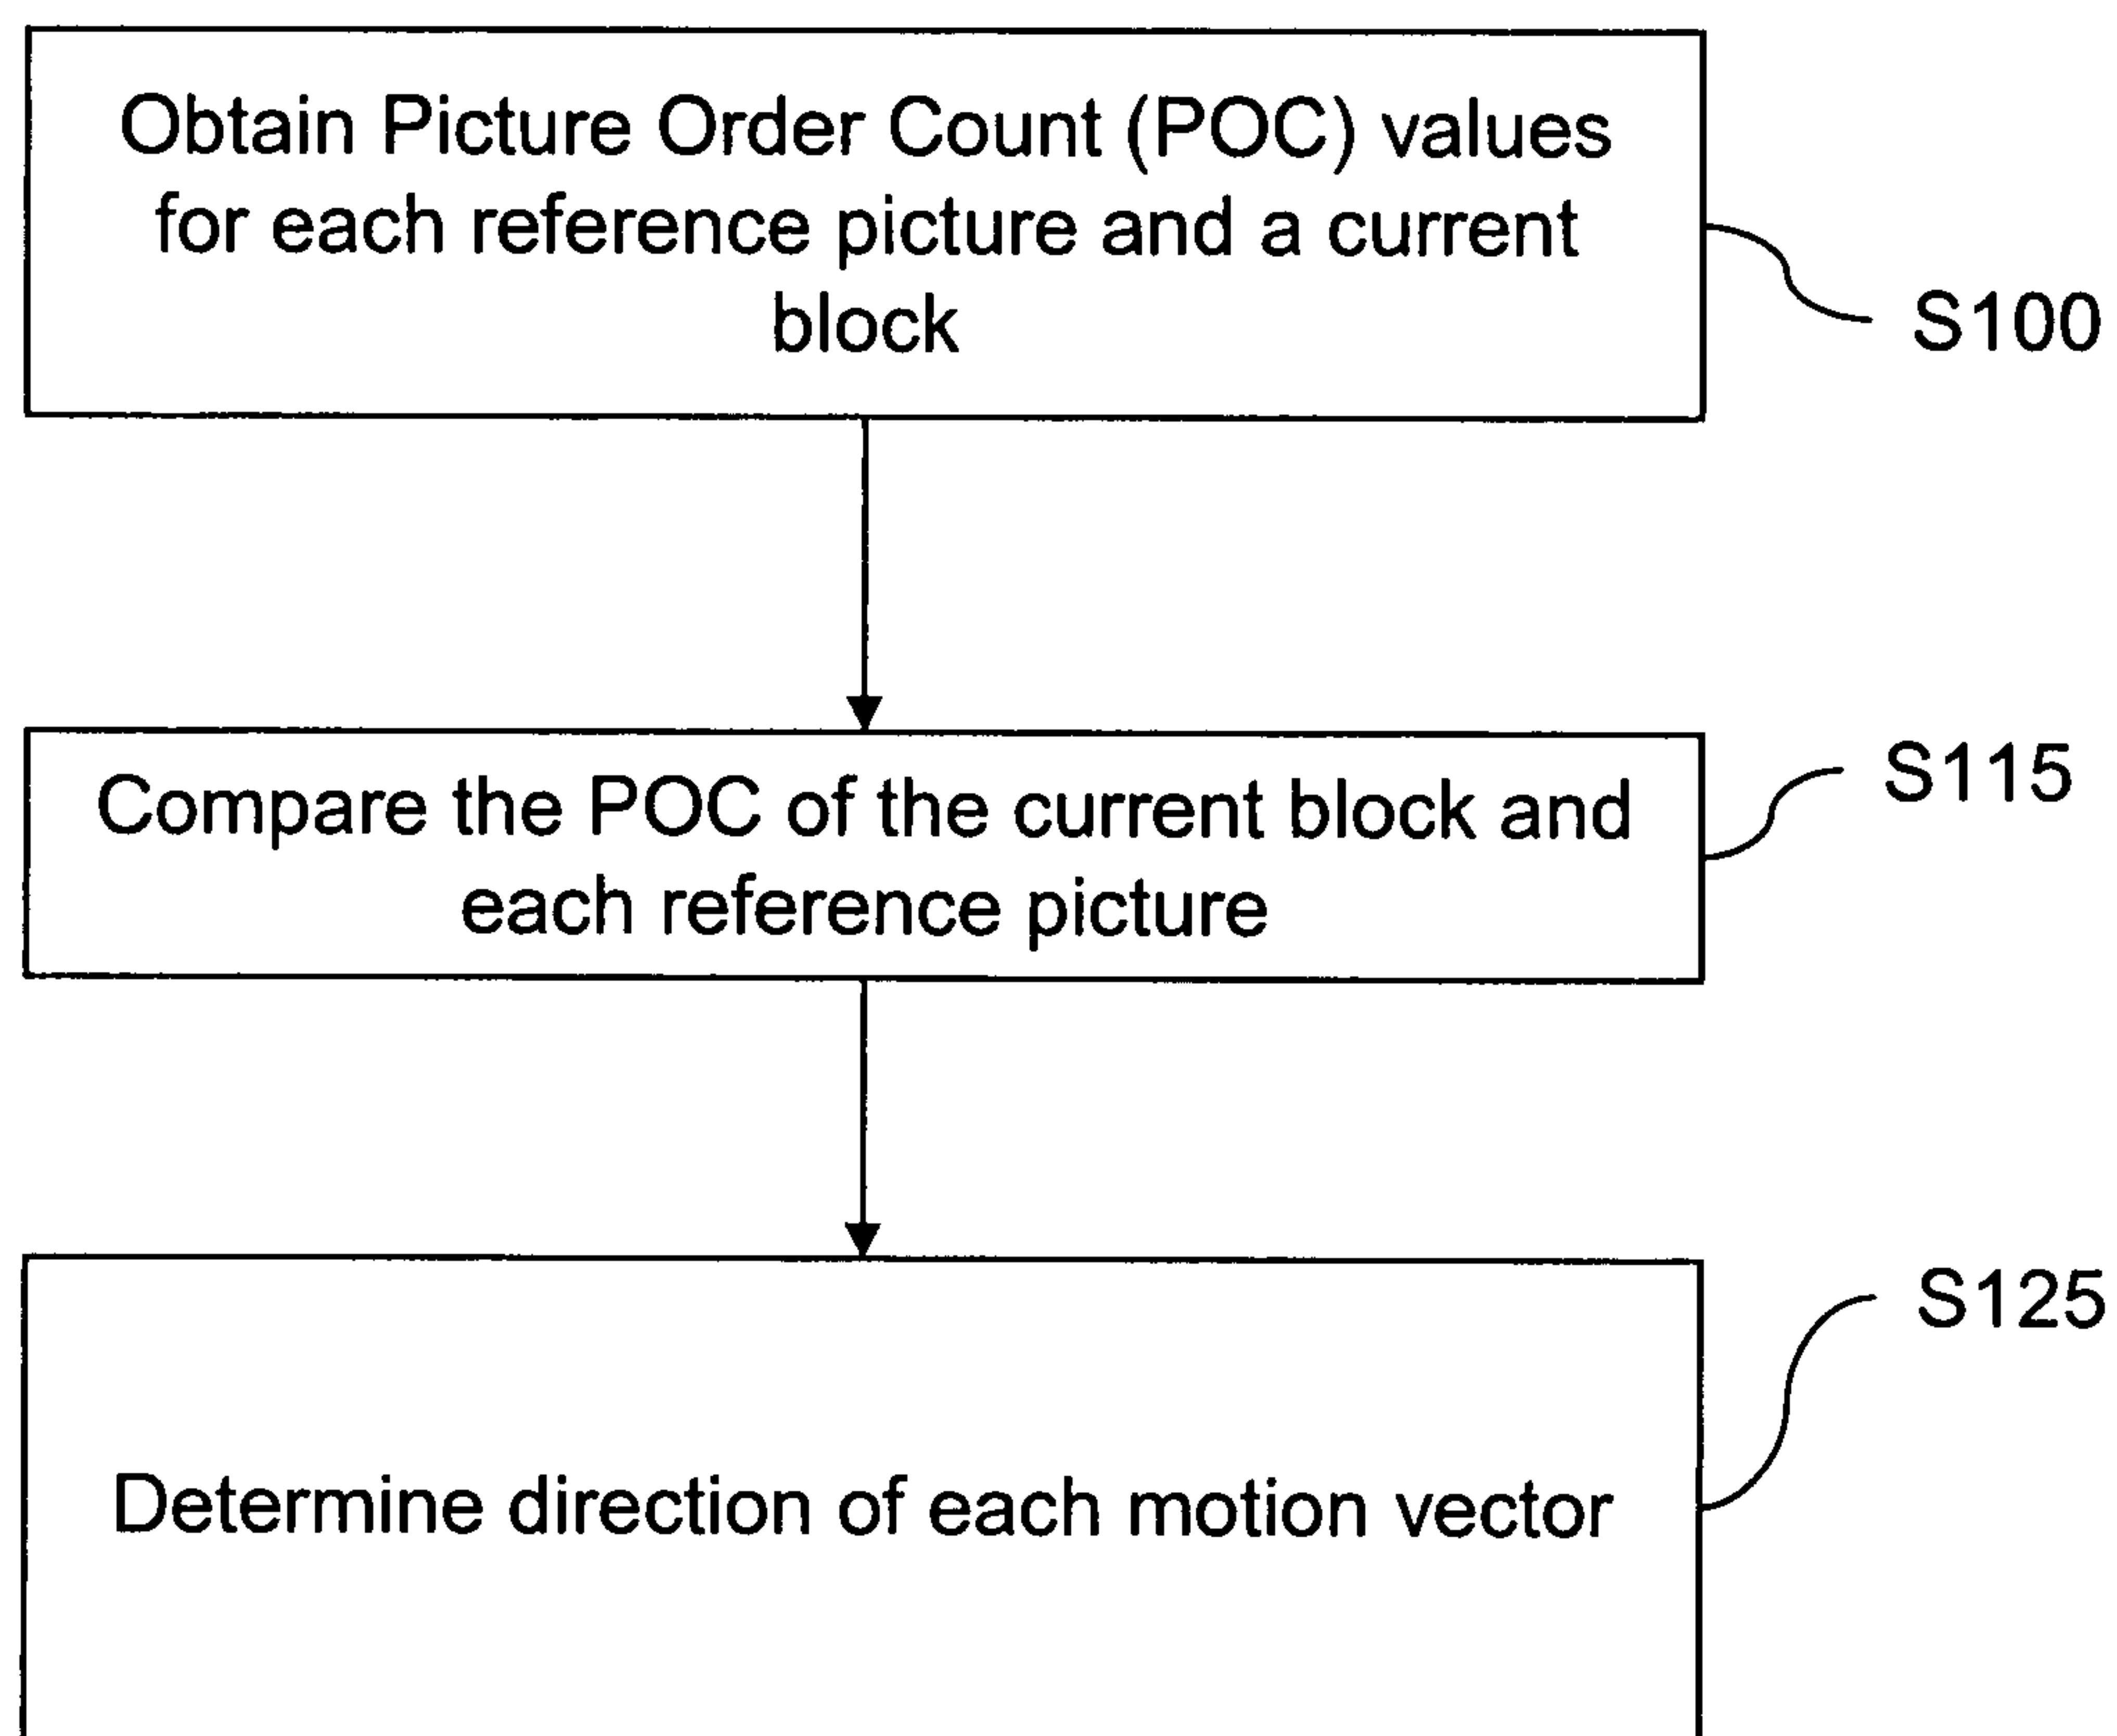 Obtain Picture Order Count (POC) values
for each reference picture and a current
block
S100
Compare the POC of the current block and
each reference picture
S115
Determine direction of each motion vector
S125